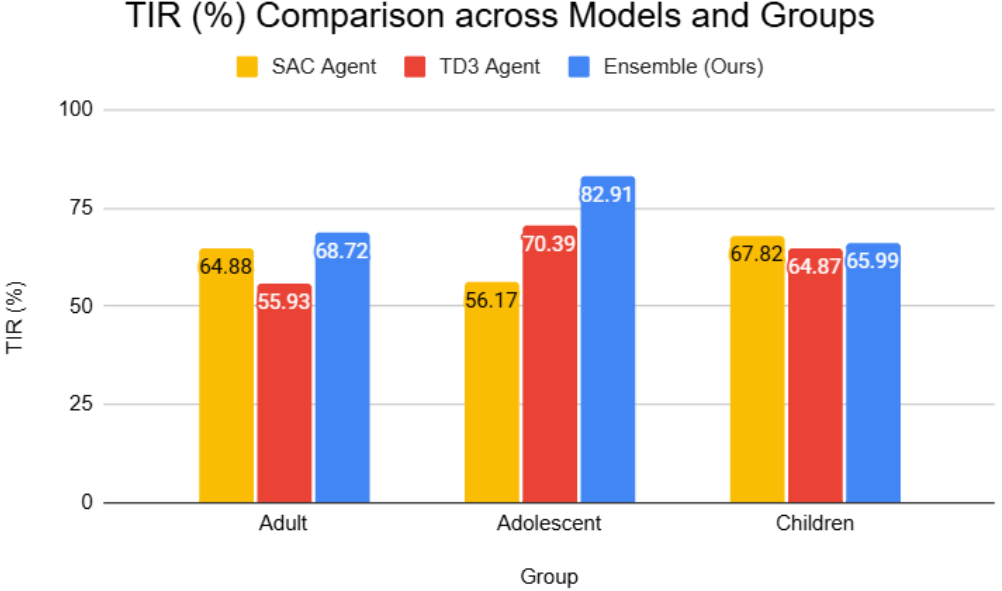 TIR (%) Comparison across Models and Groups
SAC Agent TD3 Agent Ensemble (Ours)
100
75
50
25
0
TIR (%)
64.88 55.93 68.72
56.17 70.39 82.91
67.82 64.87 65.99
Adult Adolescent Children
Group